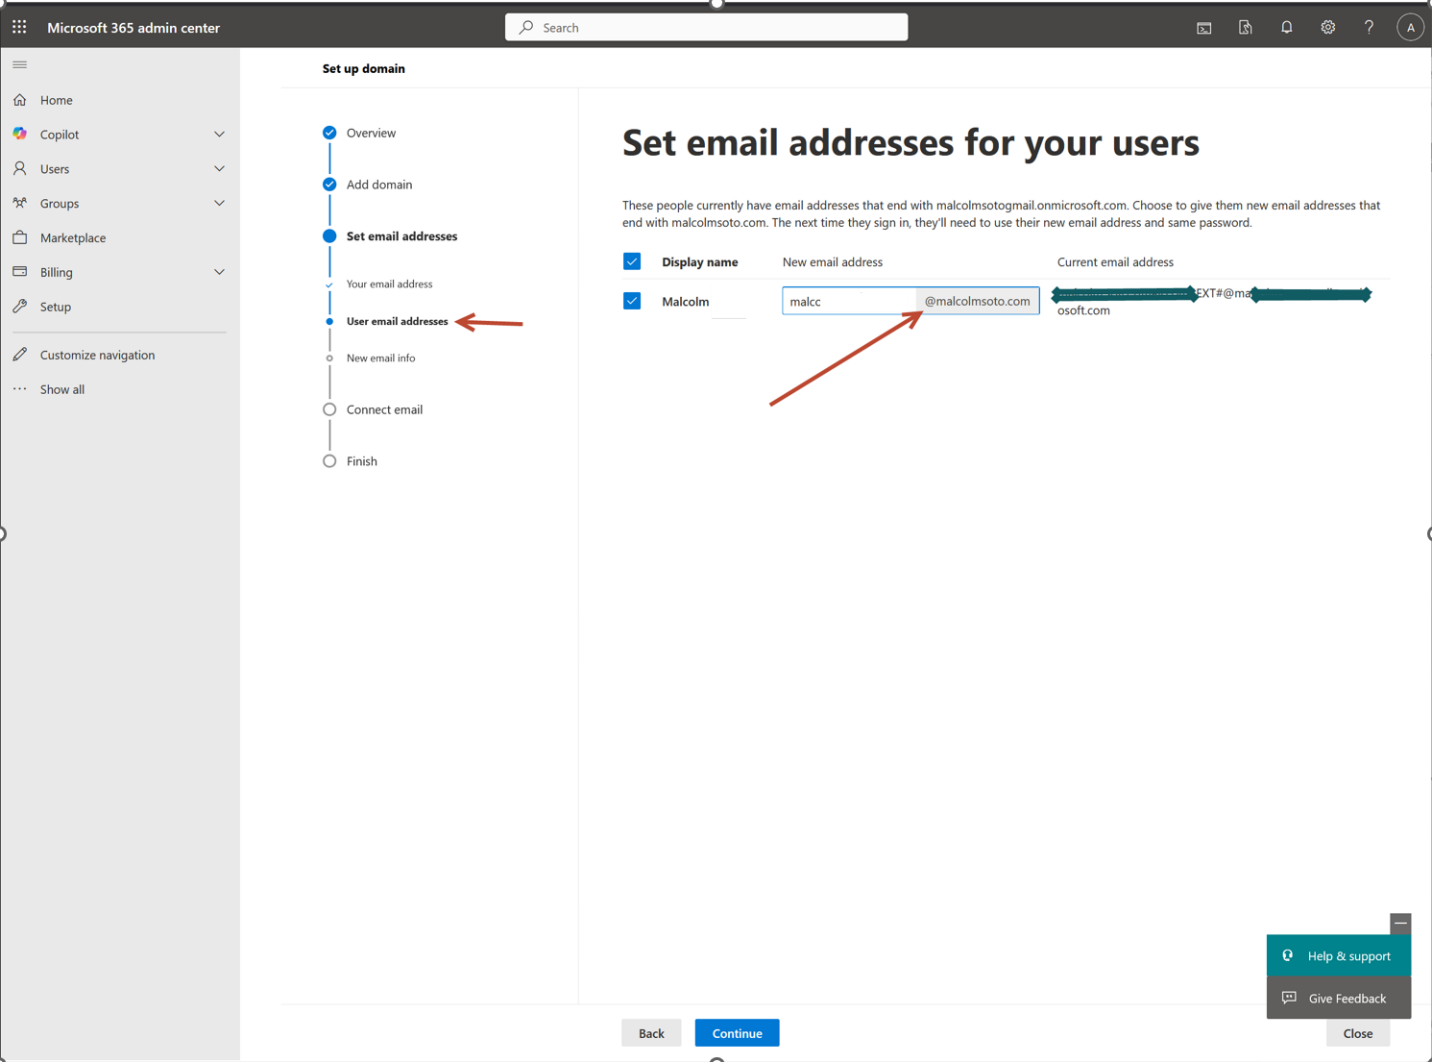 Microsoft 365 admin center
Search
A
Set up domain
Home
Copilot
Users
Groups
Marketplace
Billing
Setup
Customize navigation
Show all
Overview
Add domain
Set email addresses
Your email address
User email addresses
New email info
Connect email
Finish
Set email addresses for your users
These people currently have email addresses that end with malcolmsotogmail.onmicrosoft.com. Choose to give them new email addresses that
end with malcolmsoto.com. The next time they sign in, they'll need to use their new email address and same password.
Display name New email address Current email address
Malcolm malcc @malcolmsoto.com EXT#@ma
osoft.com
Help & support
Give Feedback
Back Continue Close